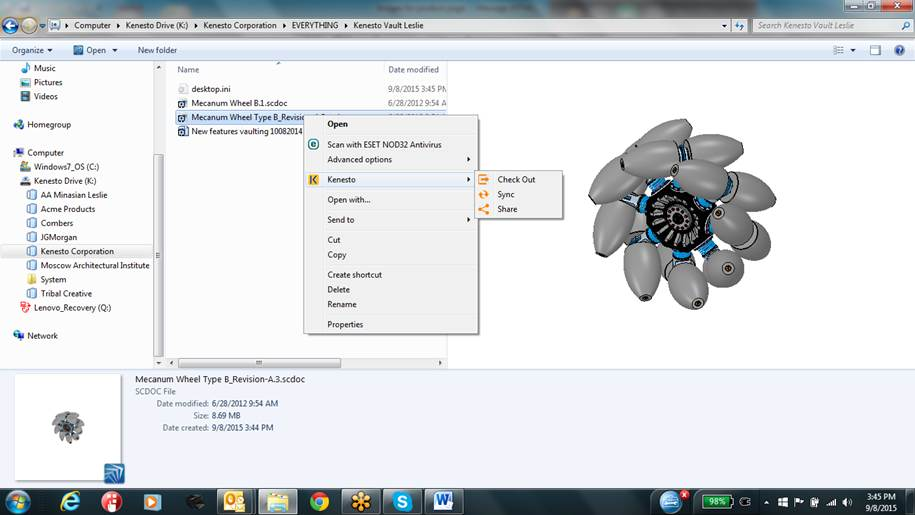 Computer ▸ Kenesto Drive (K:) ▸ Kenesto Corporation ▸ EVERYTHING ▸ Kenesto Vault Leslie
Search Kenesto Vault Leslie
Organize Open New folder
Name Date modified
Music
Pictures
Videos
Homegroup
Computer
Windows7_OS (C:)
Kenesto Drive (K:)
AA Minasian Leslie
Acme Products
Combers
JGMorgan
Kenesto Corporation
Moscow Architectural Institute
System
Tribal Creative
Lenovo_Recovery (Q:)
Network
desktop.ini 9/8/2015 3:45 PM
Mecanum Wheel B.1.scdoc 6/28/2012 9:54 A
Mecanum Wheel Type B_Revision
New features vaulting 10082014
Open
Scan with ESET NOD32 Antivirus
Advanced options
Kenesto
Open with...
Send to
Cut
Copy
Create shortcut
Delete
Rename
Properties
Check Out
Sync
Share
Mecanum Wheel Type B_Revision-A.3.scdoc
SCDOC File
Date modified: 6/28/2012 9:54 AM
Size: 8.69 MB
Date created: 9/8/2015 3:44 PM
98%
3:45 PM
9/8/2015